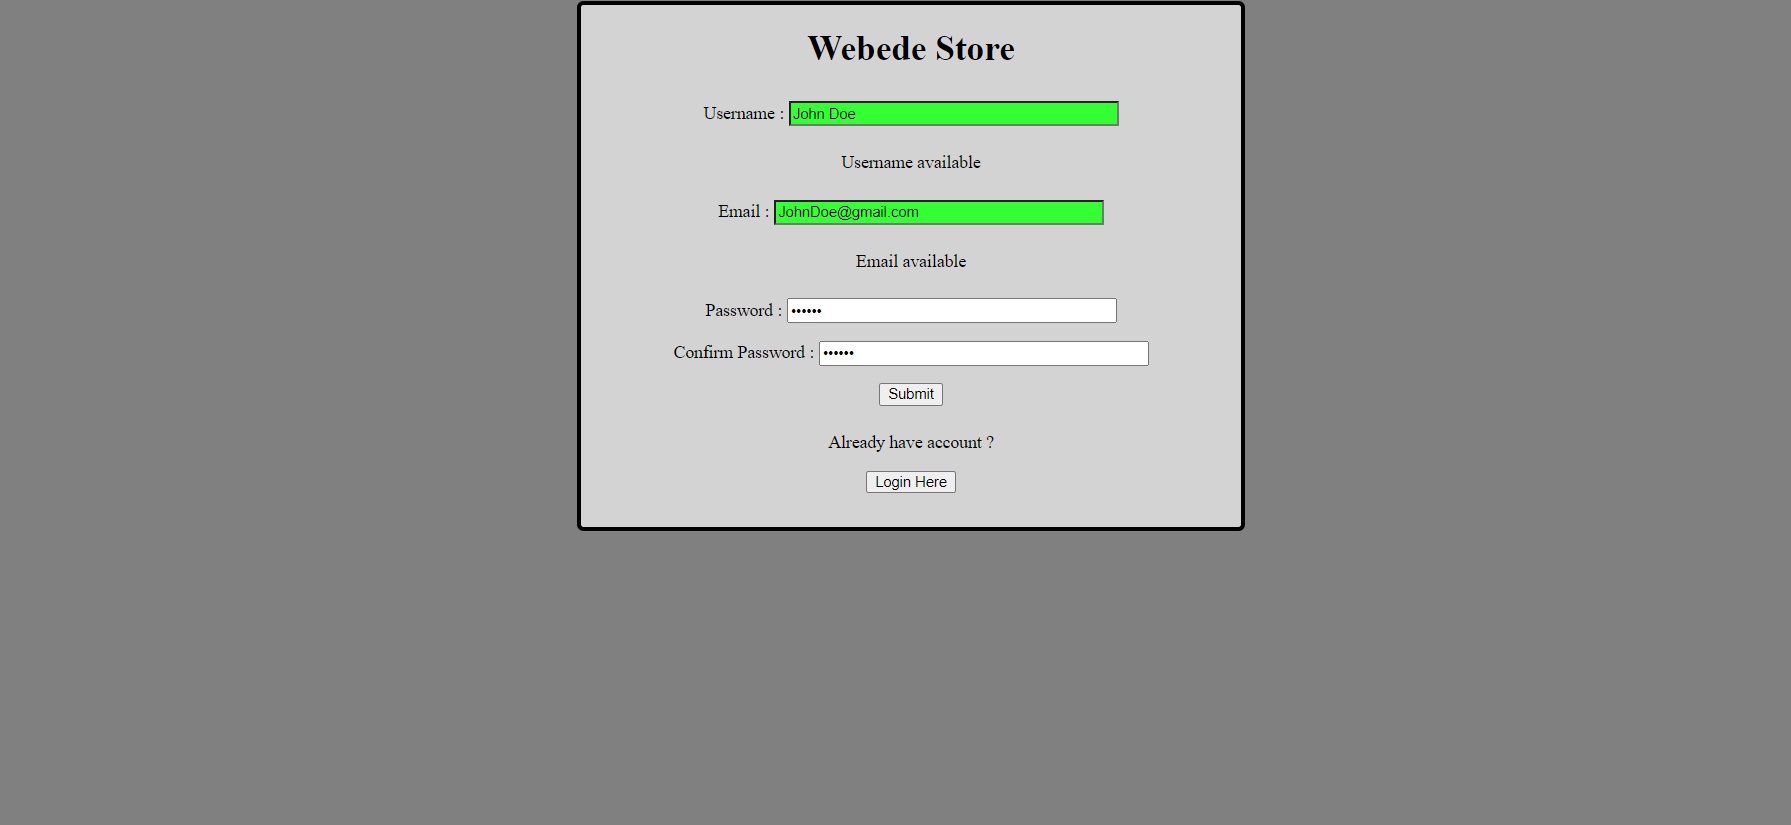 Webede Store
Username : John Doe
Username available
Email : JohnDoe@gmail.com
Email available
Password : ••••••
Confirm Password : ••••••
Submit
Already have account ?
Login Here